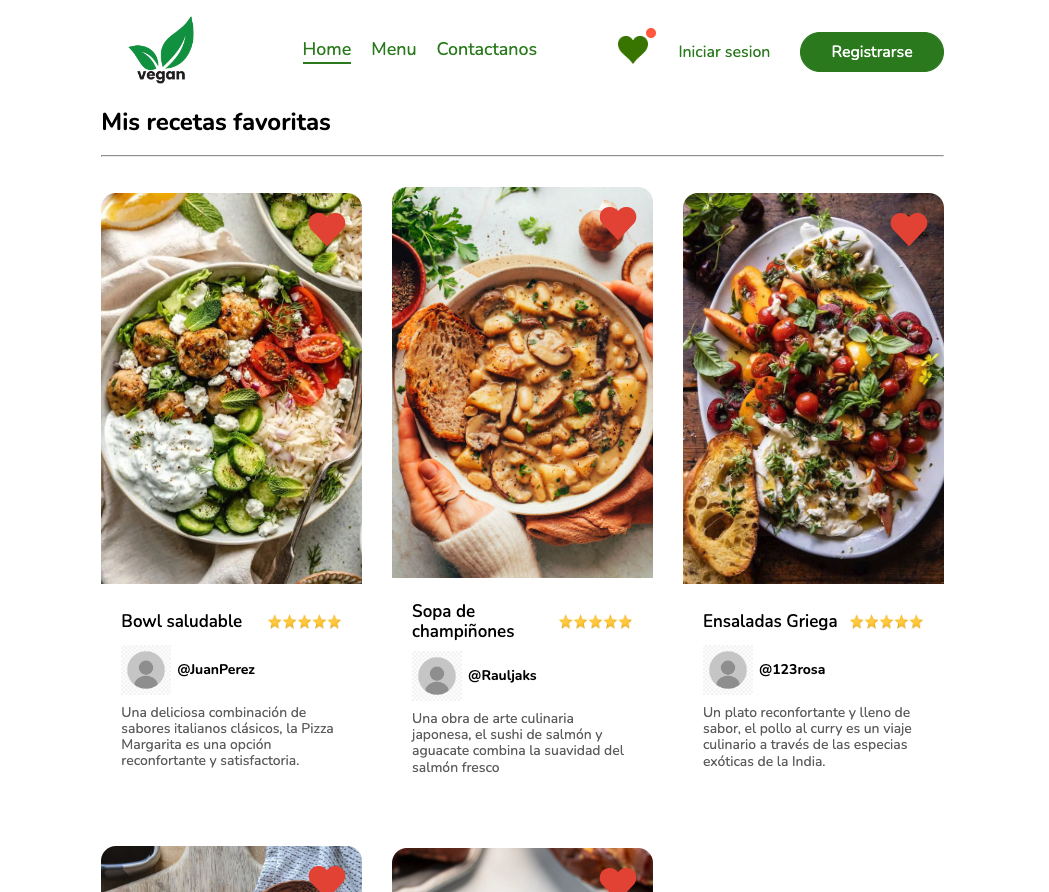 vegan
Home Menu Contactanos
Iniciar sesion
Registrarse
Mis recetas favoritas
Bowl saludable
@JuanPerez
Una deliciosa combinación de
sabores italianos clásicos, la Pizza
Margarita es una opción
reconfortante y satisfactoria.
Sopa de
champiñones
@Rauljaks
Una obra de arte culinaria
japonesa, el sushi de salmón y
aguacate combina la suavidad del
salmón fresco
Ensaladas Griega
@123rosa
Un plato reconfortante y lleno de
sabor, el pollo al curry es un viaje
culinario a través de las especias
exóticas de la India.